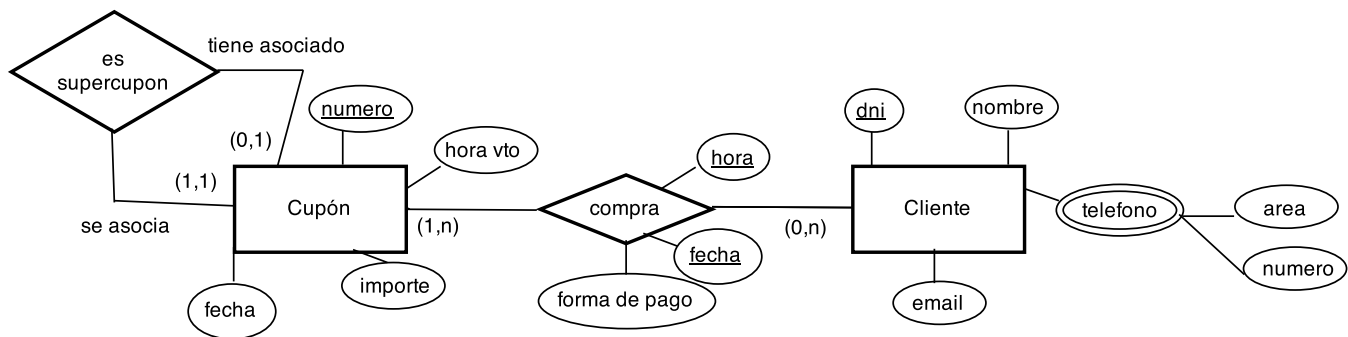 tiene asociado
es
supercupon
numero
dni
nombre
(0,1)
hora vto
hora
(1,1)
Cupón
compra
Cliente
telefono
area
se asocia
(1,n)
(0,n)
fecha
numero
importe
forma de pago
email
fecha